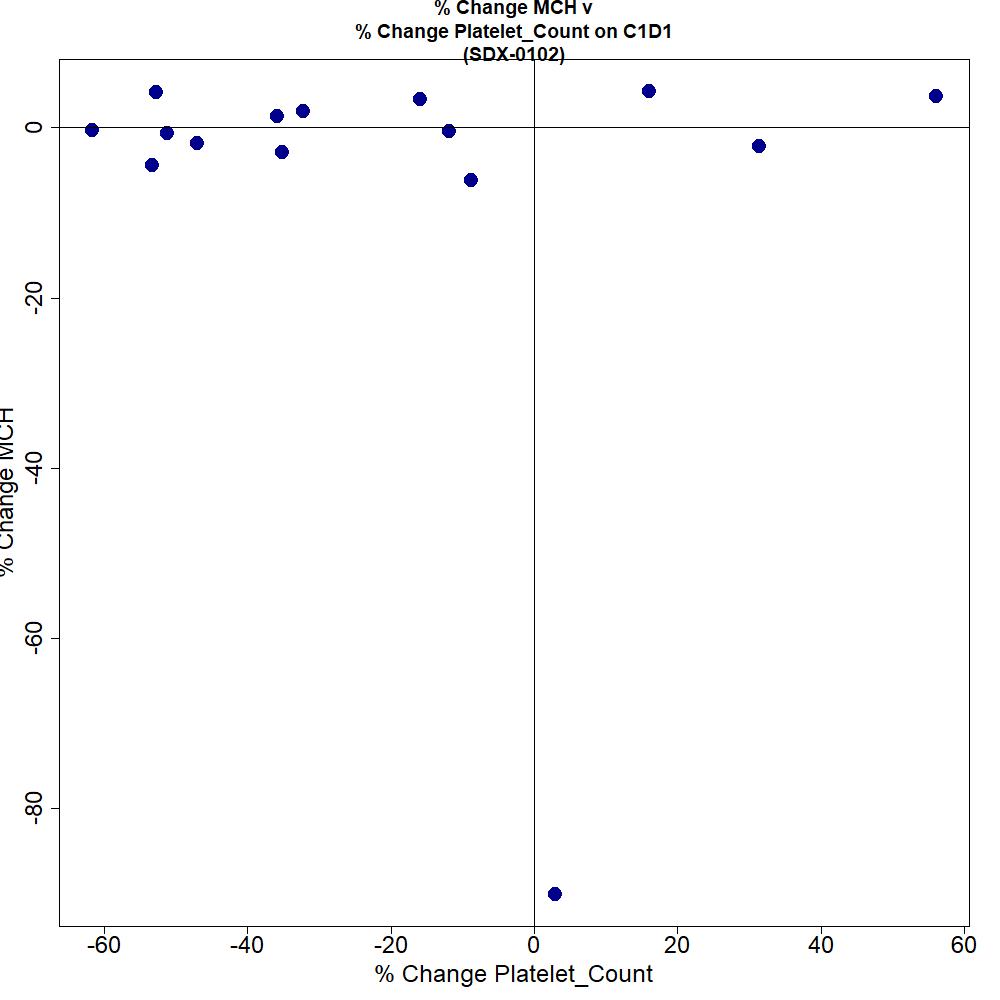 % Change MCH v
% Change Platelet_Count on C1D1
(SDX-0102)
0
-20
-40
-60
-80
% Change MCH
-60 -40 -20 0 20 40 60
% Change Platelet_Count